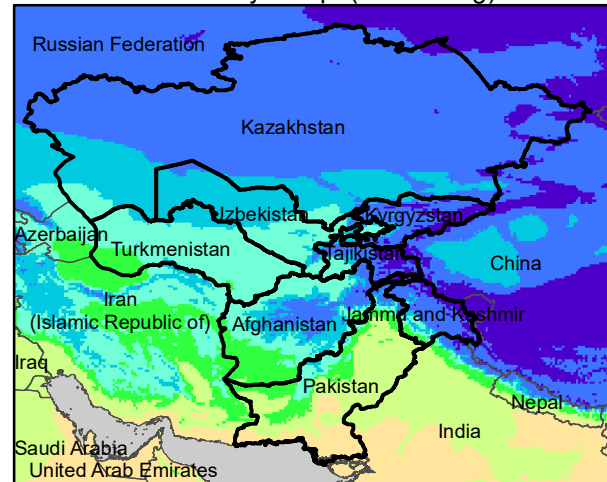 Russian Federation
Kazakhstan
Uzbekistan
Kyrgyzstan
Azerbaijan
Turkmenistan
Tajikistan
China
Iran
(Islamic Republic of)
Afghanistan
Jammu and Kashmir
Iraq
Pakistan
Nepal
India
Saudi Arabia
United Arab Emirates